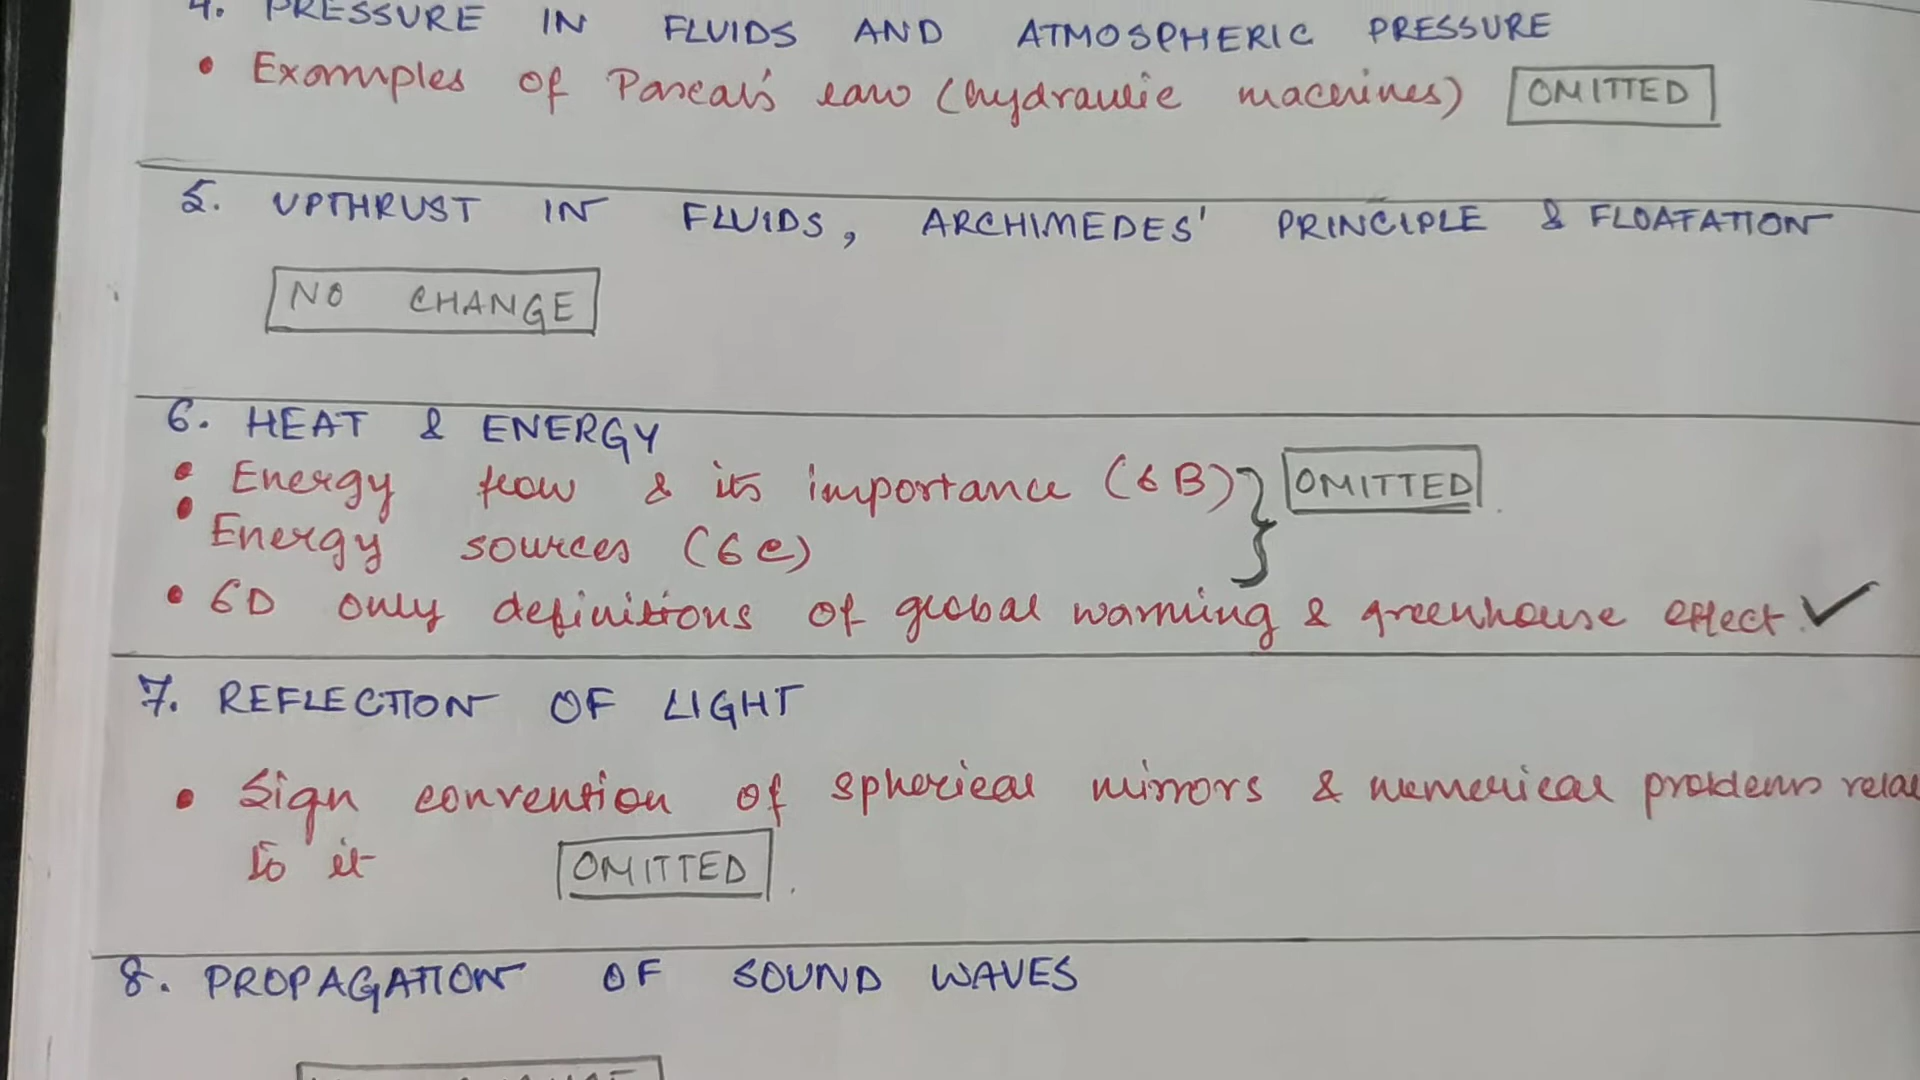 4. PRESSURE IN FLUIDS AND ATMOSPHERIC PRESSURE
• Examples of Pascal's law (hydraulic machines) OMITTED
5. UPTHRUST IN FLUIDS, ARCHIMEDES' PRINCIPLE & FLOATATION
NO CHANGE
6. HEAT & ENERGY
• Energy flow & its importance (6B) } OMITTED
• Energy sources (6C)
• 6D only definitions of global warming & greenhouse effect. ✓
7. REFLECTION OF LIGHT
• Sign convention of spherical mirrors & numerical problems
to it OMITTED.
8. PROPAGATION OF SOUND WAVES